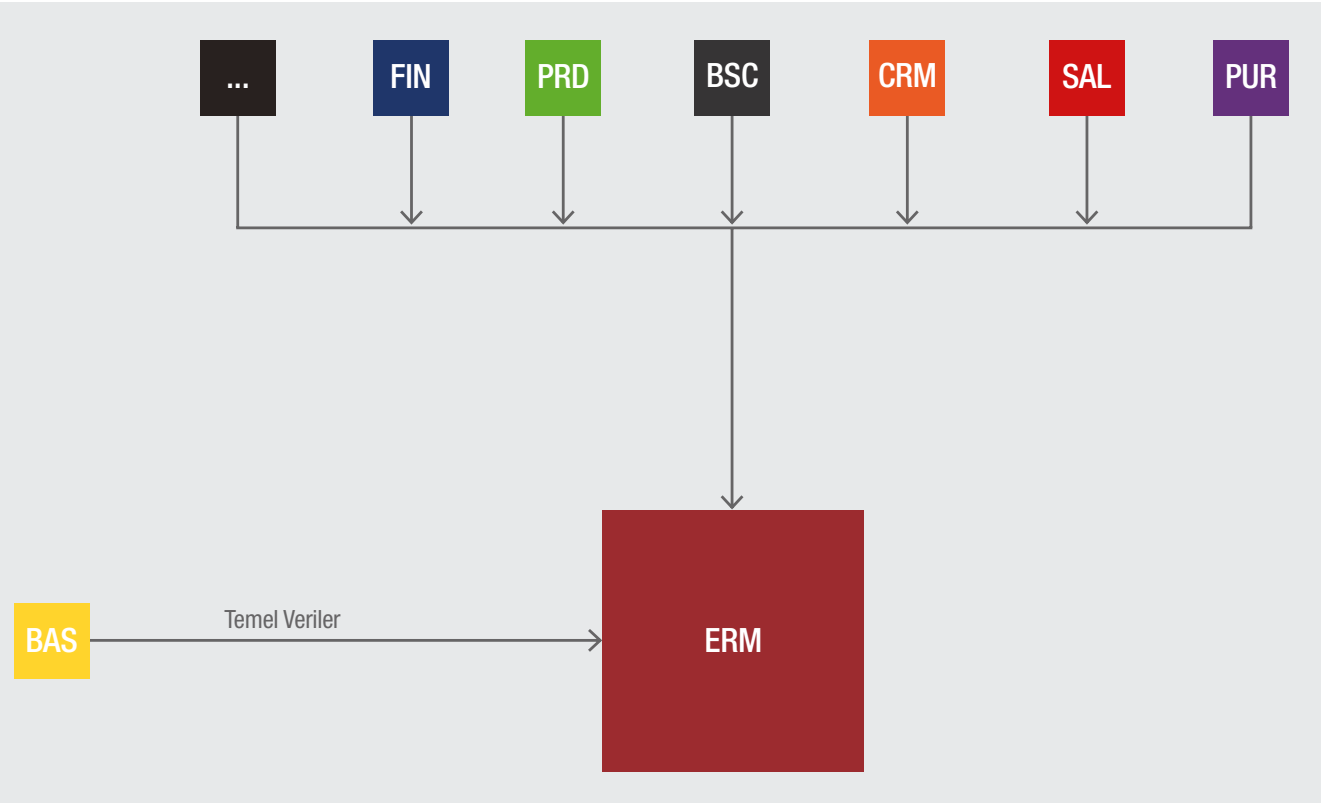 ...
FIN
PRD
BSC
CRM
SAL
PUR
Temel Veriler
BAS
ERM